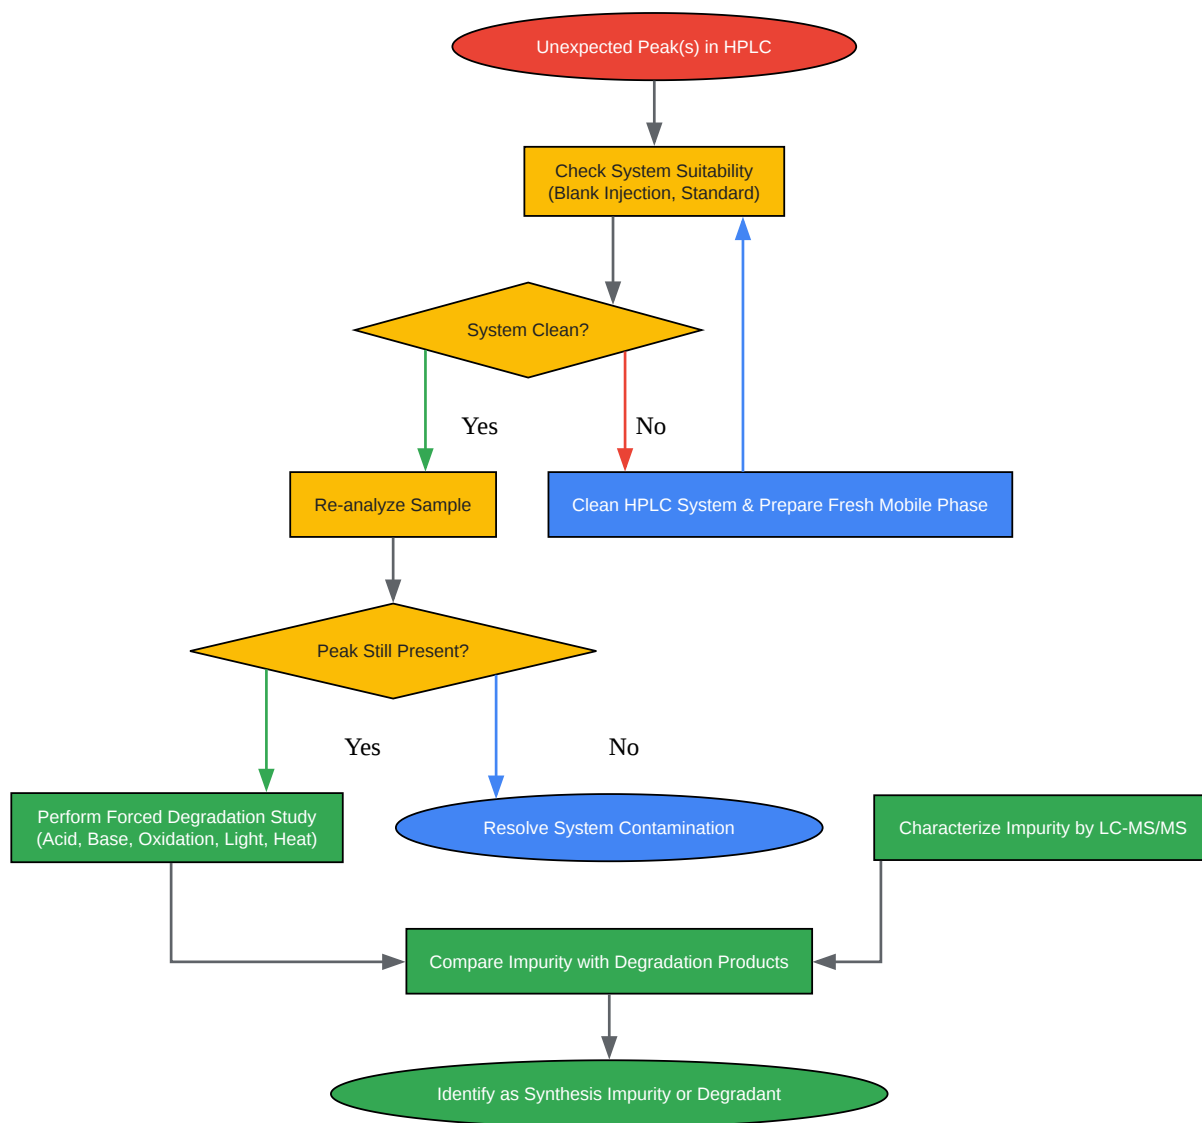 Unexpected Peak(s) in HPLC
Check System Suitability
(Blank Injection, Standard)
System Clean?
Yes
No
Re-analyze Sample
Clean HPLC System & Prepare Fresh Mobile Phase
Peak Still Present?
Yes
No
Perform Forced Degradation Study
(Acid, Base, Oxidation, Light, Heat)
Resolve System Contamination
Characterize Impurity by LC-MS/MS
Compare Impurity with Degradation Products
Identify as Synthesis Impurity or Degradant